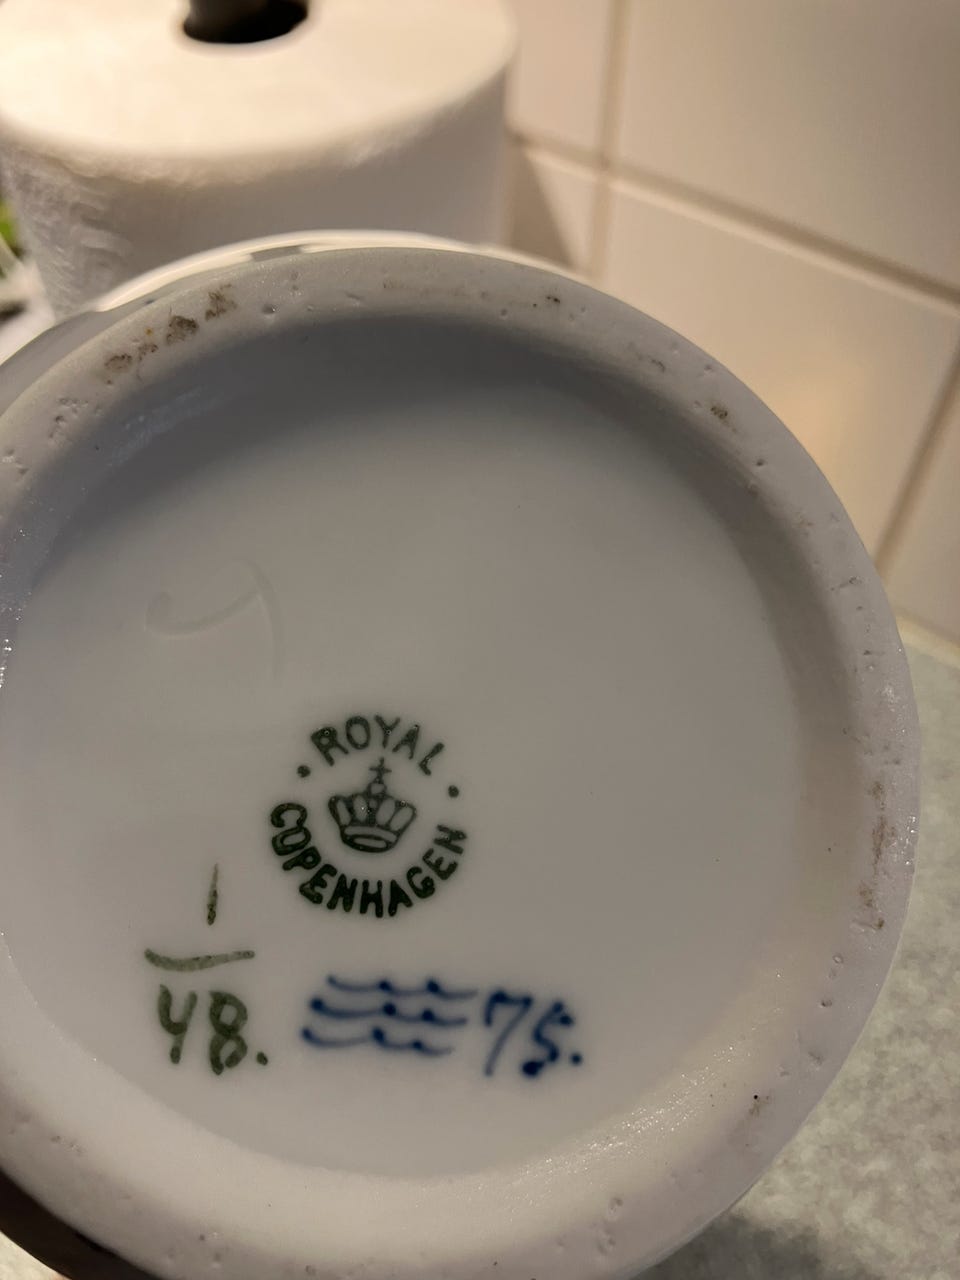 ROYAL
COPENHAGEN
1
48.
75.